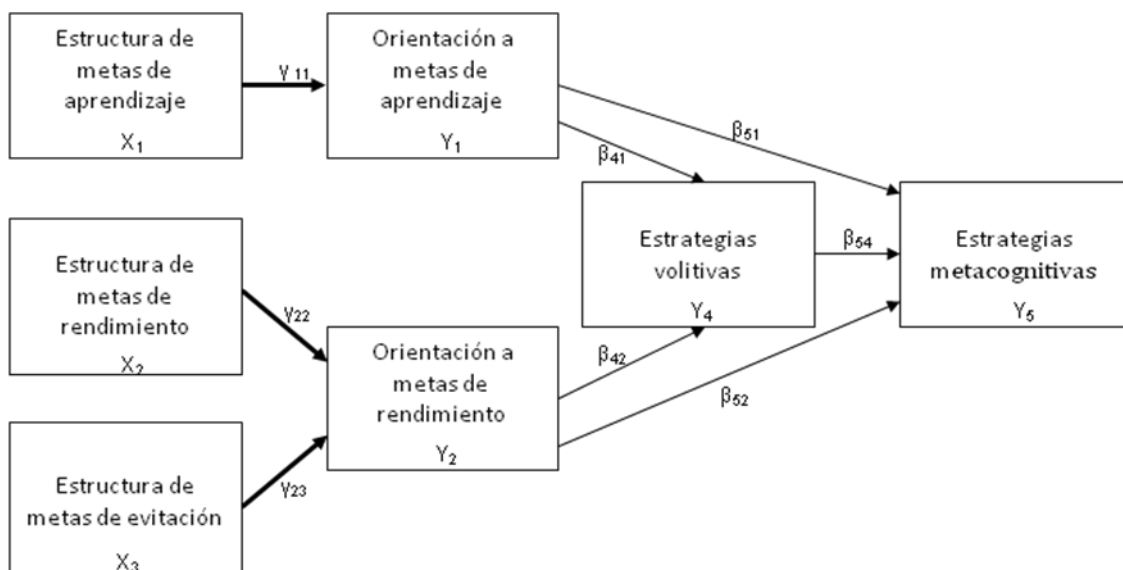 Estructura de
metas de
aprendizaje
X₁
γ 11
Orientación a
metas de
aprendizaje
Y₁
β51
β41
Estructura de
metas de
rendimiento
X₂
γ22
Estrategias
volitivas
Y₄
β54
Estrategias
metacognitivas
Y₅
Orientación a
metas de
rendimiento
Y₂
β42
β52
Estructura de
metas de evitación
X₃
γ23